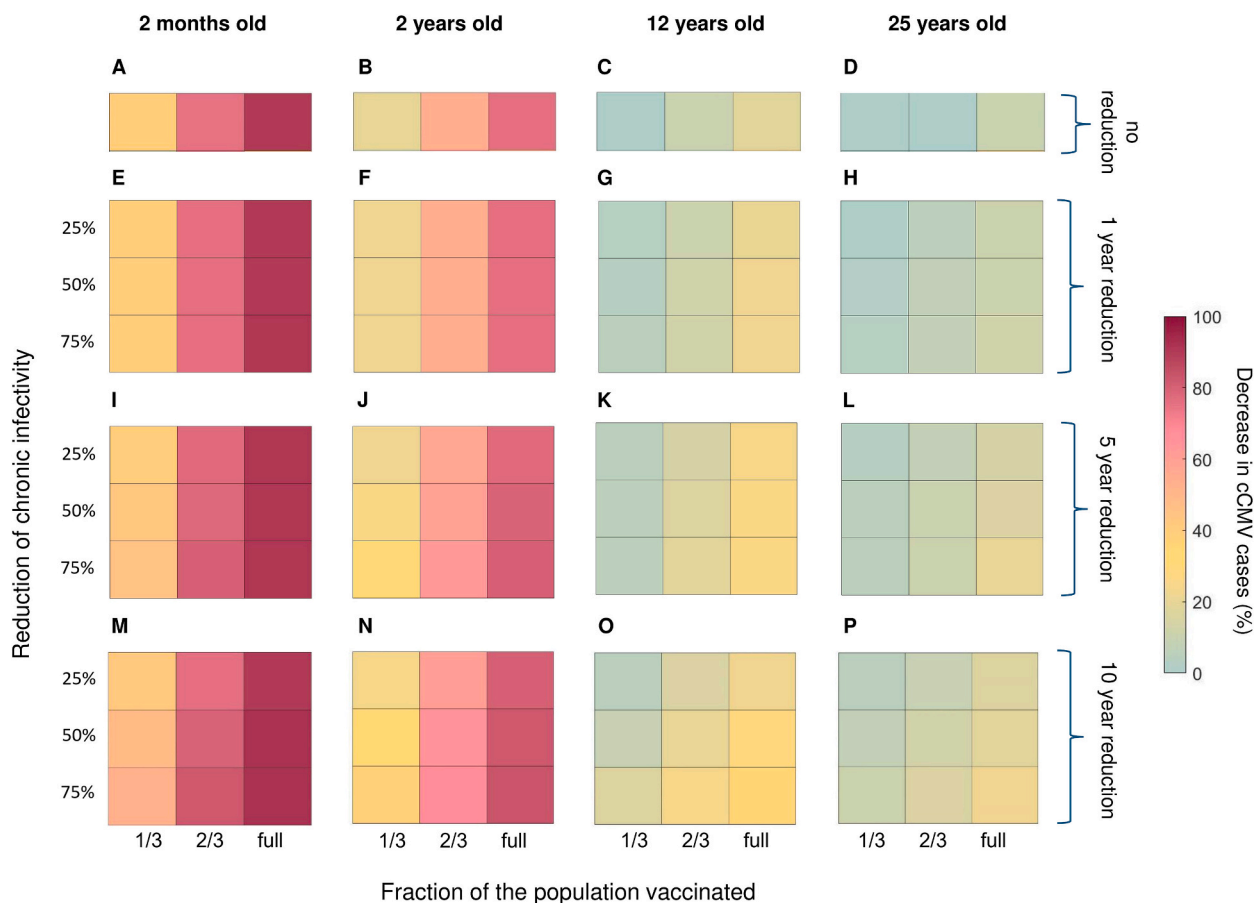 2 months old
2 years old
12 years old
25 years old
A
B
C
D
no
reduction
E
F
G
H
25%
50%
75%
1 year reduction
I
J
K
L
25%
50%
75%
5 year reduction
M
N
O
P
25%
50%
75%
10 year reduction
1/3
2/3
full
1/3
2/3
full
1/3
2/3
full
1/3
2/3
full
Reduction of chronic infectivity
Fraction of the population vaccinated
100
80
60
40
20
0
Decrease in cCMV cases (%)